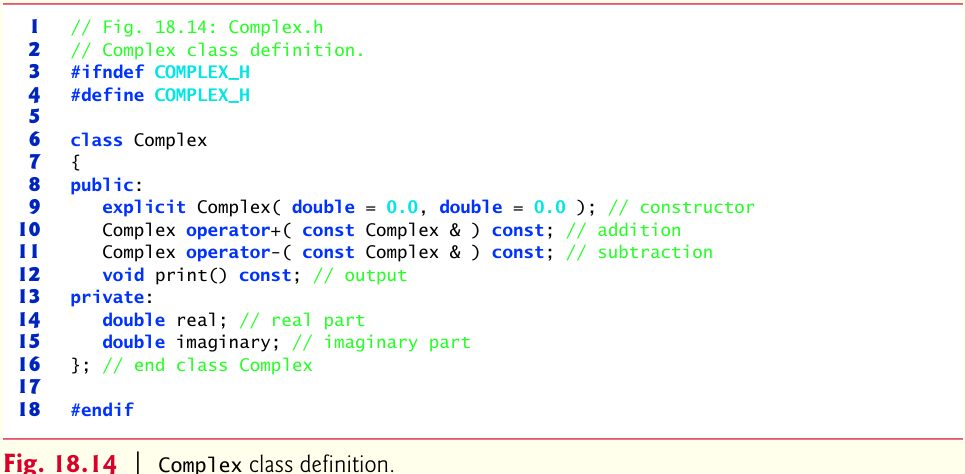 1 // Fig. 18.14: Complex.h
2 // Complex class definition.
3 #ifndef COMPLEX_H
4 #define COMPLEX_H
5
6 class Complex
7 {
8 public:
9 explicit Complex( double = 0.0, double = 0.0 ); // constructor
10 Complex operator+( const Complex & ) const; // addition
11 Complex operator-( const Complex & ) const; // subtraction
12 void print() const; // output
13 private:
14 double real; // real part
15 double imaginary; // imaginary part
16 }; // end class Complex
17
18 #endif
Fig. 18.14 | Complex class definition.